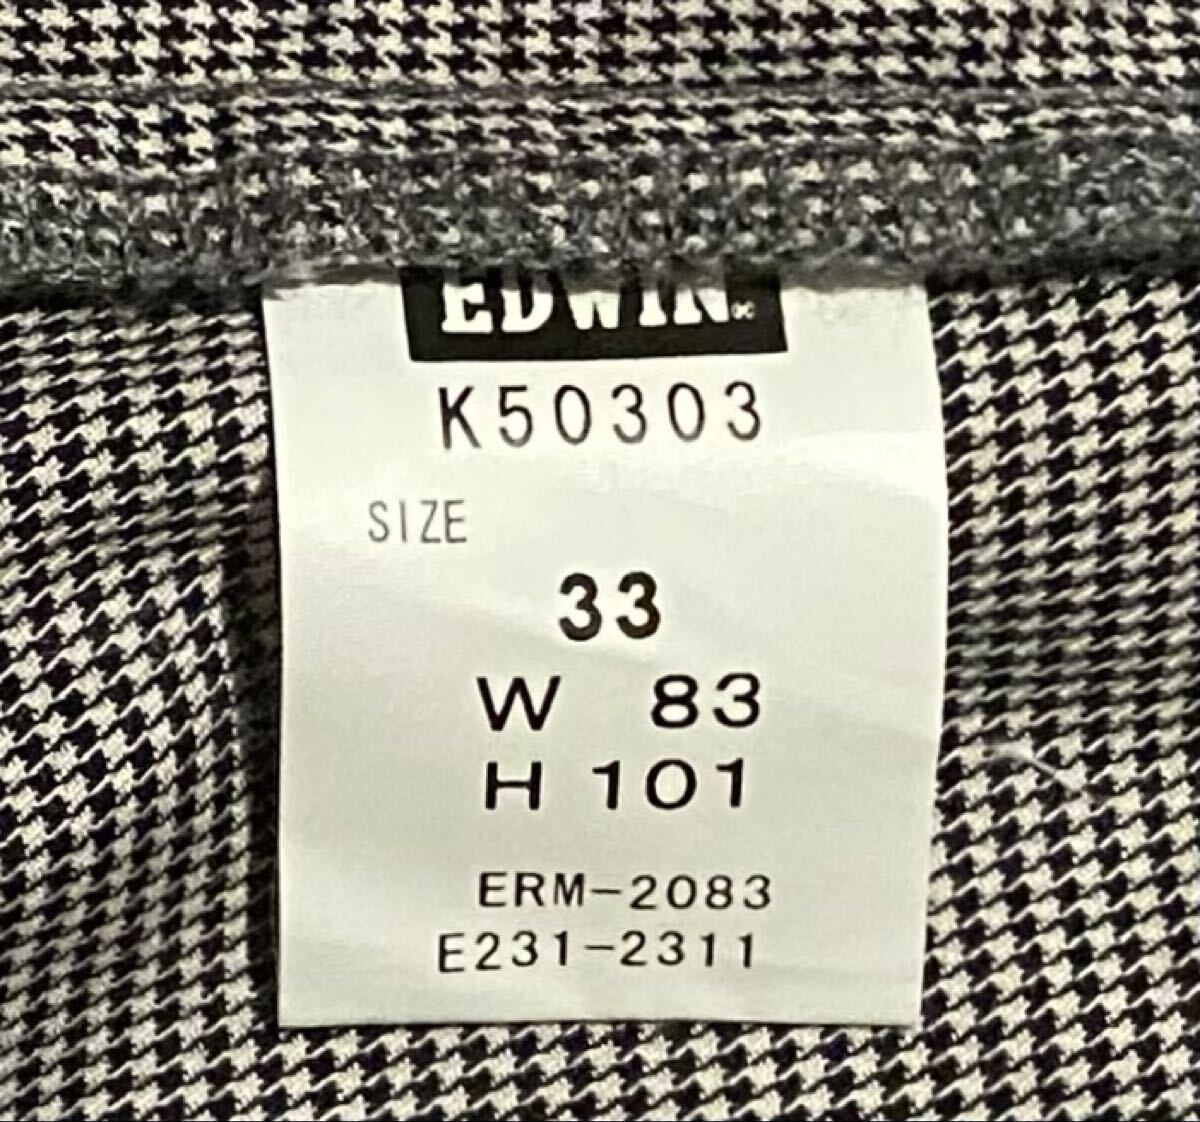 EDWIN
K50303
SIZE
33
W 83
H 101
ERM-2083
E231-2311